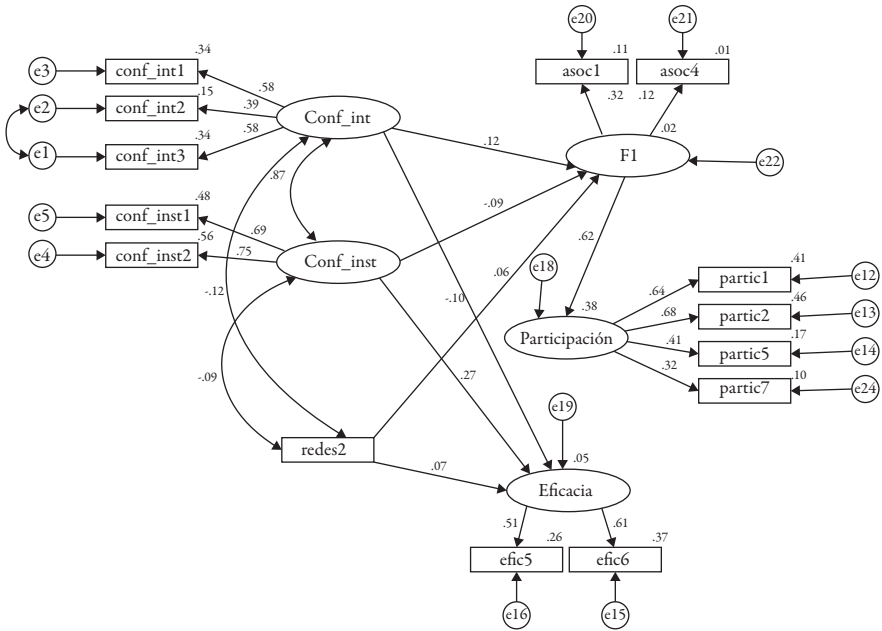 e20
e21
.11
.01
asoc1
asoc4
.32
.12
.02
F1
e22
.34
e3
conf_int1
.58
.15
e2
conf_int2
.39
.34
e1
conf_int3
.58
Conf_int
.12
.87
.48
e5
conf_inst1
.69
.56
e4
conf_inst2
.75
Conf_inst
-.09
.62
.06
e18
-.12
-.10
.38
Participación
.64
.41
partic1
e12
.68
.46
partic2
e13
.41
.17
partic5
e14
.32
.10
partic7
e24
-.09
.27
e19
redes2
.07
.05
Eficacia
.51
.61
.26
.37
efic5
efic6
e16
e15